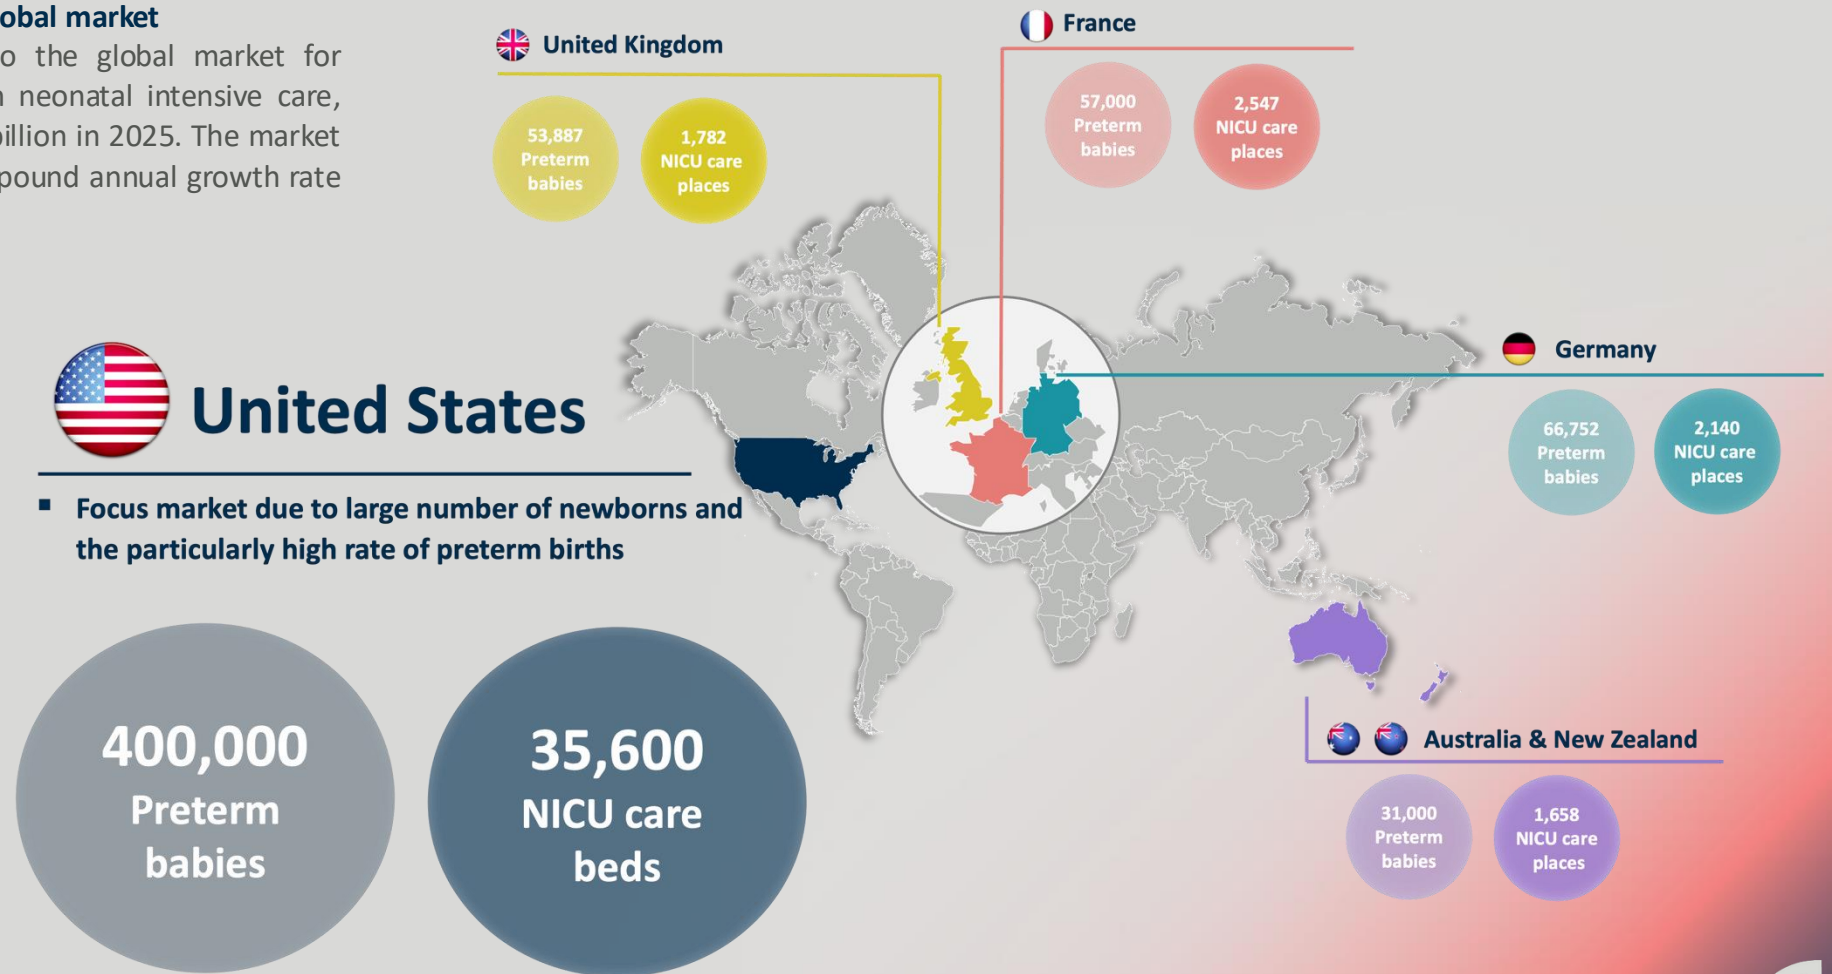 global market
to the global market for
neonatal intensive care,
billion in 2025. The market
compound annual growth rate
United Kingdom
53,887
Preterm
babies
1,782
NICU care
places
France
57,000
Preterm
babies
2,547
NICU care
places
Germany
66,752
Preterm
babies
2,140
NICU care
places
United States
▪ Focus market due to large number of newborns and
the particularly high rate of preterm births
400,000
Preterm
babies
35,600
NICU care
beds
Australia & New Zealand
31,000
Preterm
babies
1,658
NICU care
places